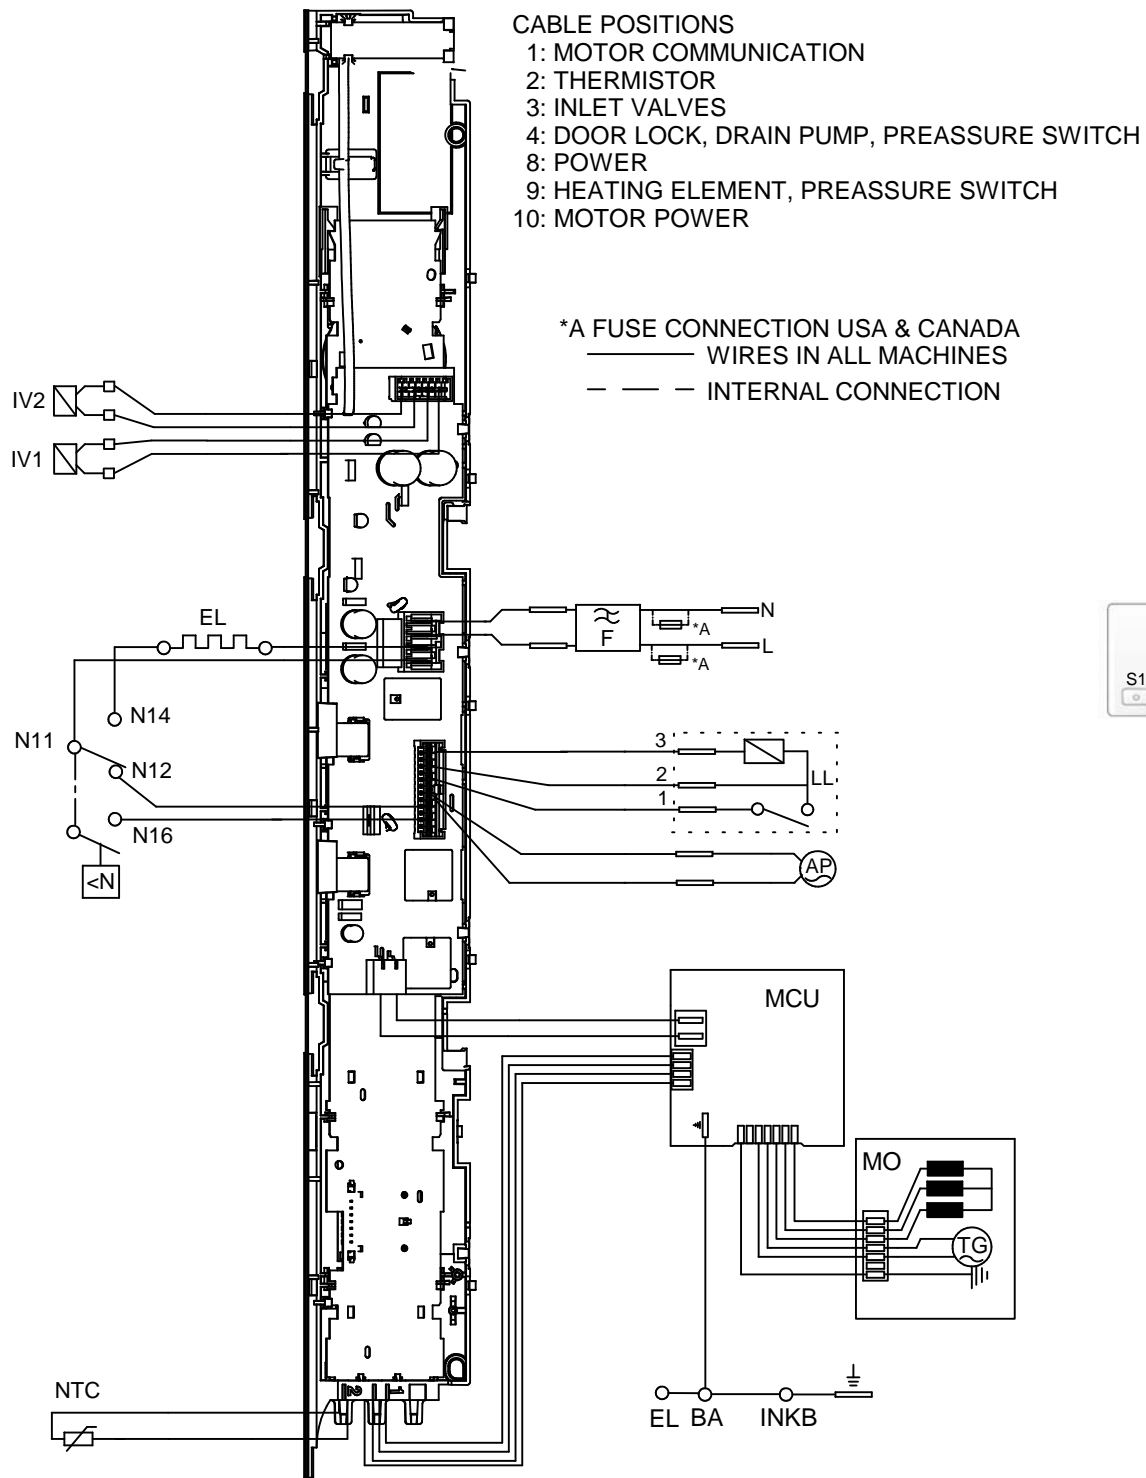 CABLE POSITIONS
1: MOTOR COMMUNICATION
2: THERMISTOR
3: INLET VALVES
4: DOOR LOCK, DRAIN PUMP, PREASSURE SWITCH
8: POWER
9: HEATING ELEMENT, PREASSURE SWITCH
10: MOTOR POWER
*A FUSE CONNECTION USA & CANADA
WIRES IN ALL MACHINES
INTERNAL CONNECTION
IV2
IV1
EL
N
F
*A
L
*A
S1
N14
N11
N12
N16
<N
3
2
LL
1
AP
MCU
MO
TG
NTC
2
1
EL BA INKB